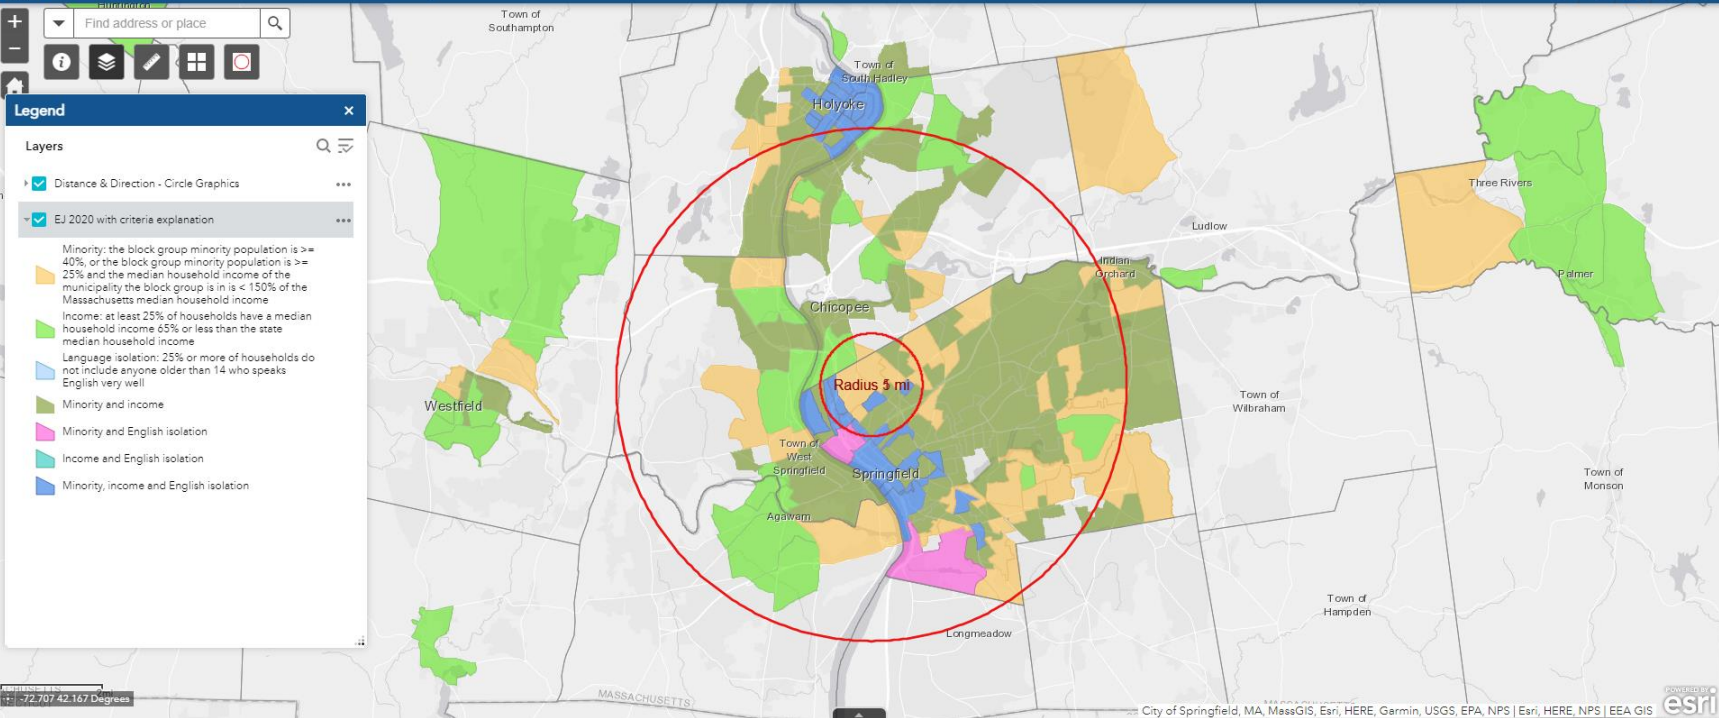 Huntington
+
−
Find address or place
Legend
×
Layers
Distance & Direction - Circle Graphics
EJ 2020 with criteria explanation
Minority: the block group minority population is >=
40%, or the block group minority population is >=
25% and the median household income of the
municipality the block group is in is < 150% of the
Massachusetts median household income
Income: at least 25% of households have a median
household income 65% or less than the state
median household income
Language isolation: 25% or more of households do
not include anyone older than 14 who speaks
English very well
Minority and income
Minority and English isolation
Income and English isolation
Minority, income and English isolation
Town of
Southampton
Town of
South Hadley
Holyoke
Three Rivers
Ludlow
Indian
Orchard
Palmer
Chicopee
Radius 5 mi
Westfield
Town of
Wilbraham
Town of
West
Springfield
Springfield
Town of
Monson
Agawam
Town of
Hampden
Longmeadow
MASSACHUSETTS
2mi
-72.707 42.167 Degrees
City of Springfield, MA, MassGIS, Esri, HERE, Garmin, USGS, EPA, NPS | Esri, HERE, NPS | EEA GIS
POWERED BY
esri